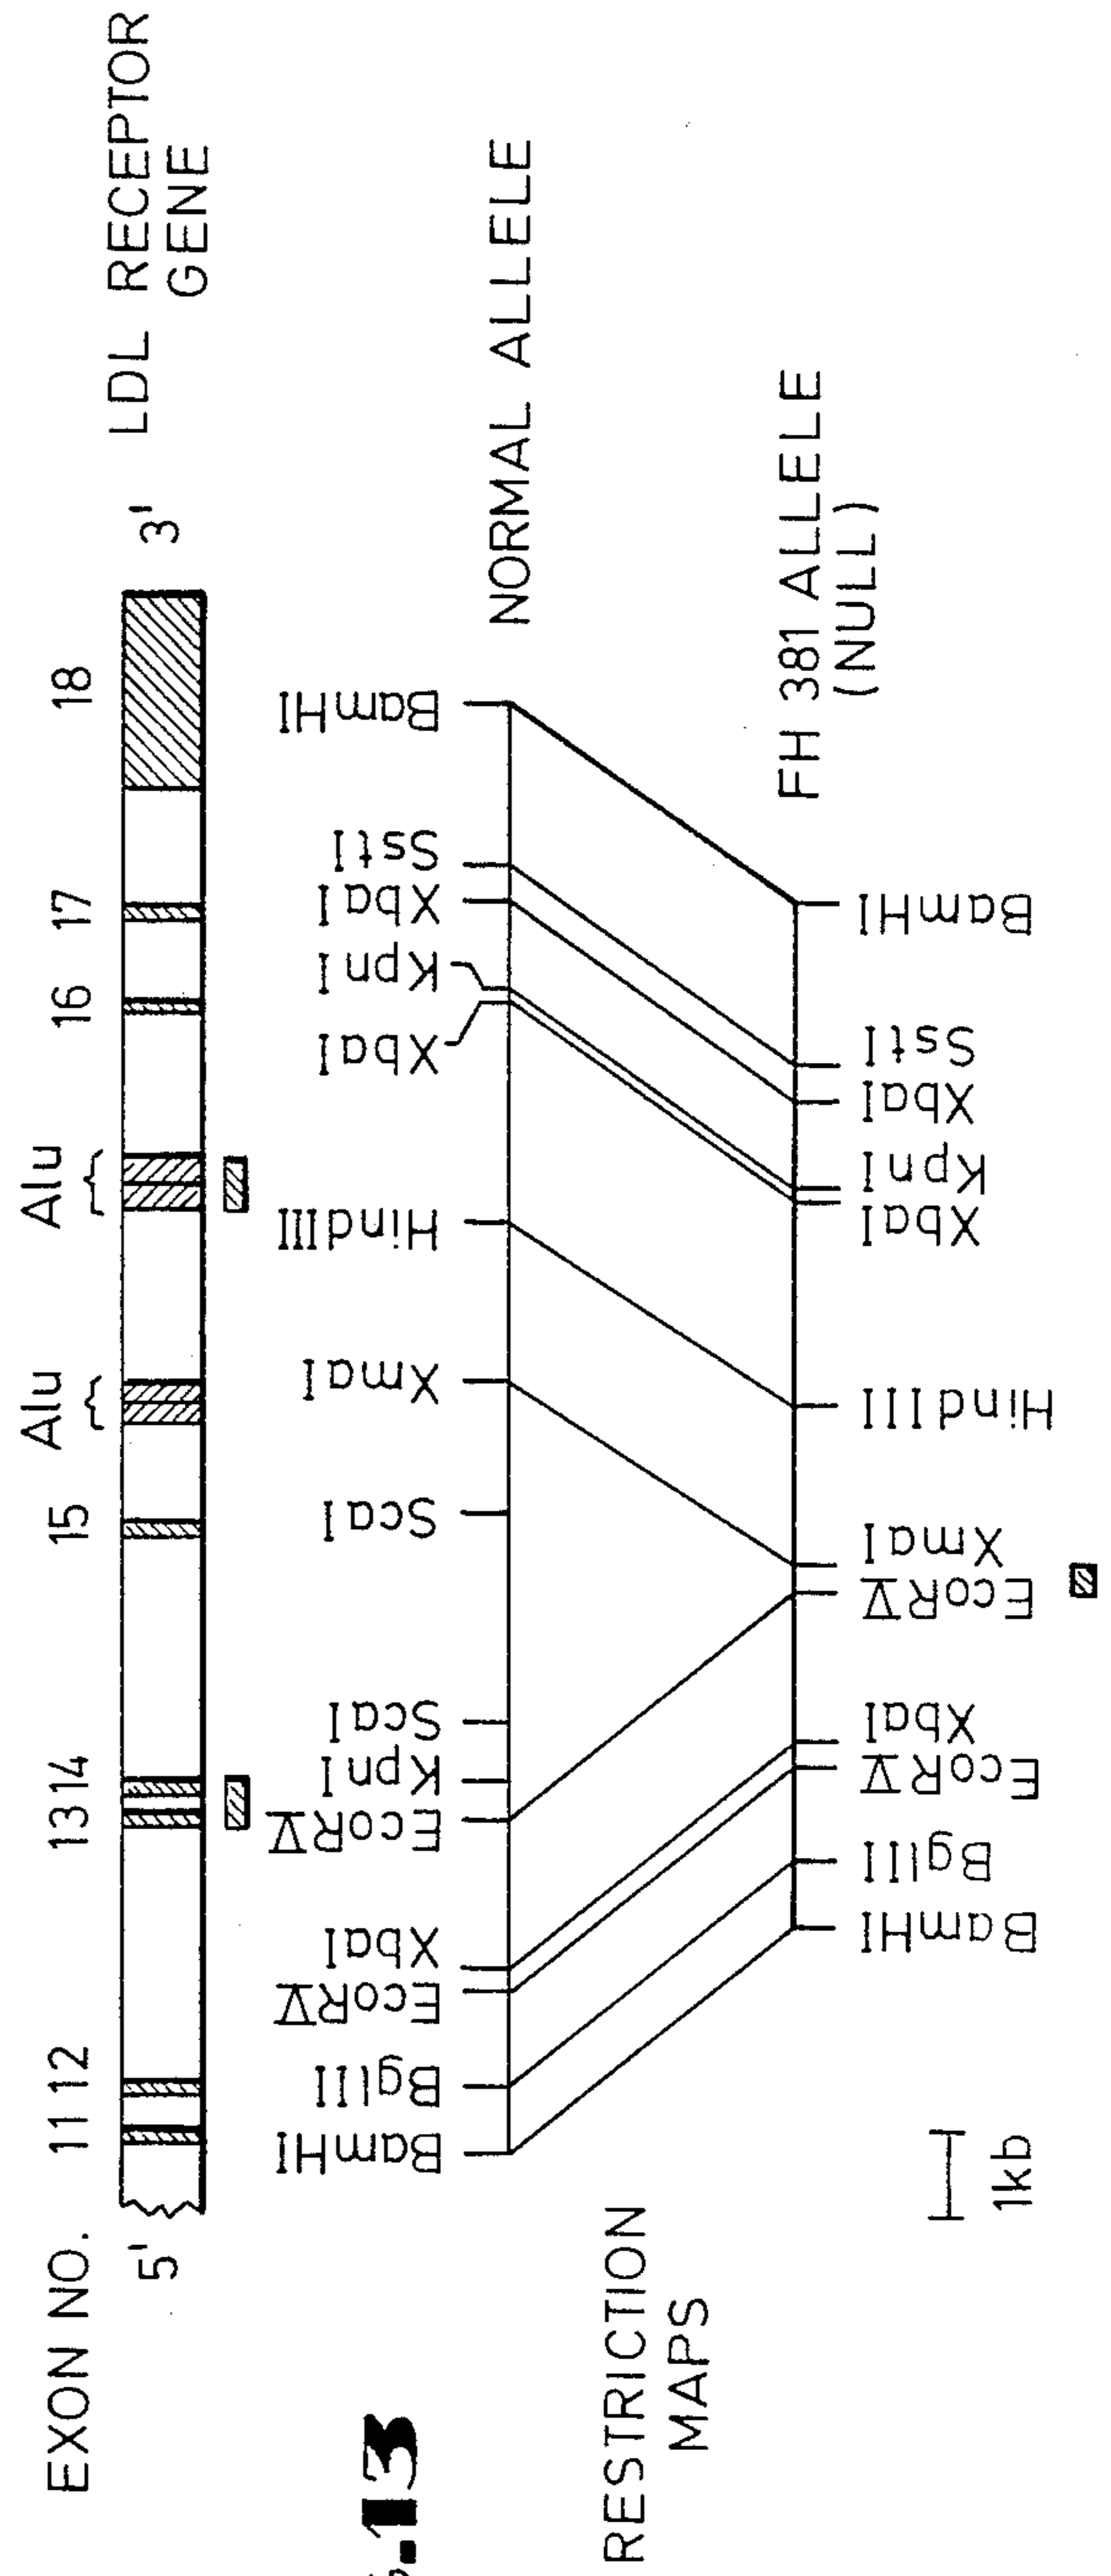 EXON NO. 11 12 13 14 15 Alu Alu 16 17 18
5' 3' LDL RECEPTOR
GENE
BamHI BglII EcoRV XbaI EcoRV KpnI ScaI ScaI XmaI HindIII XbaI KpnI XbaI SstI BamHI
.13
NORMAL ALLELE
RESTRICTION
MAPS
FH 381 ALLELE
(NULL)
BamHI BglII EcoRV XbaI EcoRV XmaI HindIII XbaI KpnI XbaI SstI BamHI
1kb